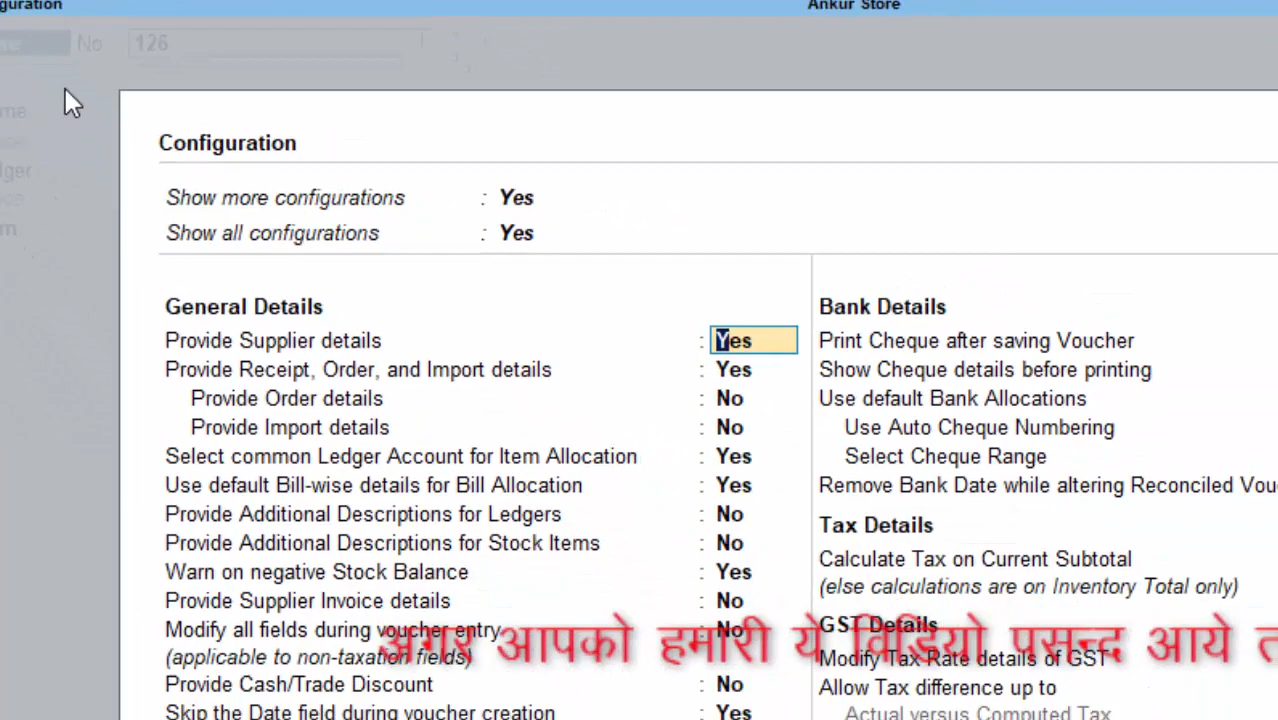 guration
Ankur Store
No 126
Configuration
Show more configurations : Yes
Show all configurations : Yes
General Details
Provide Supplier details : Yes
Provide Receipt, Order, and Import details : Yes
Provide Order details : No
Provide Import details : No
Select common Ledger Account for Item Allocation : Yes
Use default Bill-wise details for Bill Allocation : Yes
Provide Additional Descriptions for Ledgers : No
Provide Additional Descriptions for Stock Items : No
Warn on negative Stock Balance : Yes
Provide Supplier Invoice details : No
Modify all fields during voucher entry : No
(applicable to non-taxation fields)
Provide Cash/Trade Discount : No
Skip the Date field during voucher creation : Yes
Bank Details
Print Cheque after saving Voucher
Show Cheque details before printing
Use default Bank Allocations
Use Auto Cheque Numbering
Select Cheque Range
Remove Bank Date while altering Reconciled Vou
Tax Details
Calculate Tax on Current Subtotal
(else calculations are on Inventory Total only)
GST Details
Modify Tax Rate details of GST
Allow Tax difference up to
Actual versus Computed Tax
अगर आपको हमारी ये विडियो पसन्द आये त